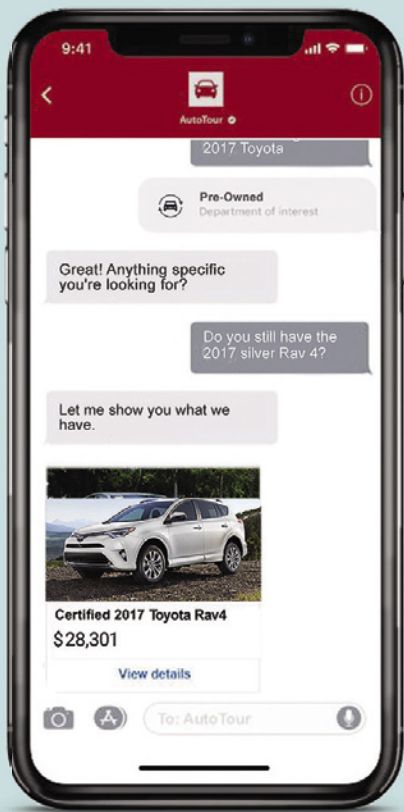 9:41
AutoTour
2017 Toyota
Pre-Owned
Department of interest
Great! Anything specific
you're looking for?
Do you still have the
2017 silver Rav 4?
Let me show you what we
have.
Certified 2017 Toyota Rav4
$28,301
View details
To: AutoTour